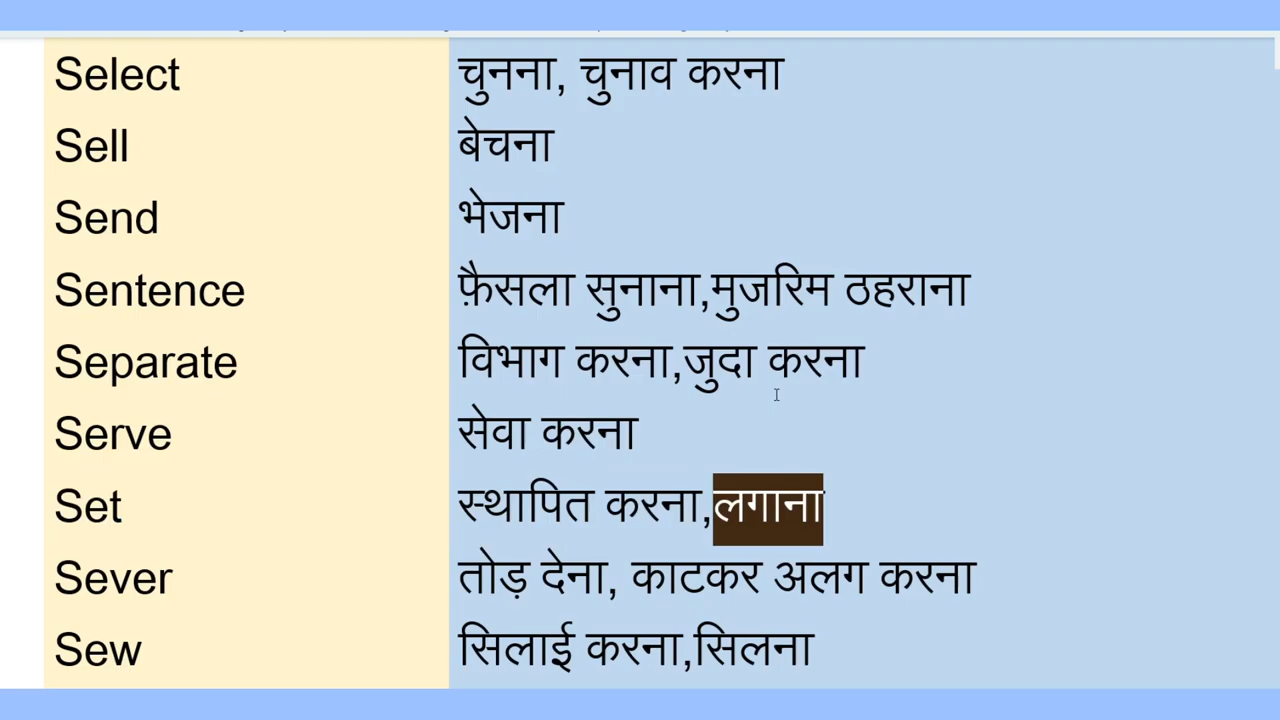 Select चुनना, चुनाव करना
Sell बेचना
Send भेजना
Sentence फ़ैसला सुनाना,मुजरिम ठहराना
Separate विभाग करना,जुदा करना
Serve सेवा करना
Set स्थापित करना,लगाना
Sever तोड़ देना, काटकर अलग करना
Sew सिलाई करना,सिलना